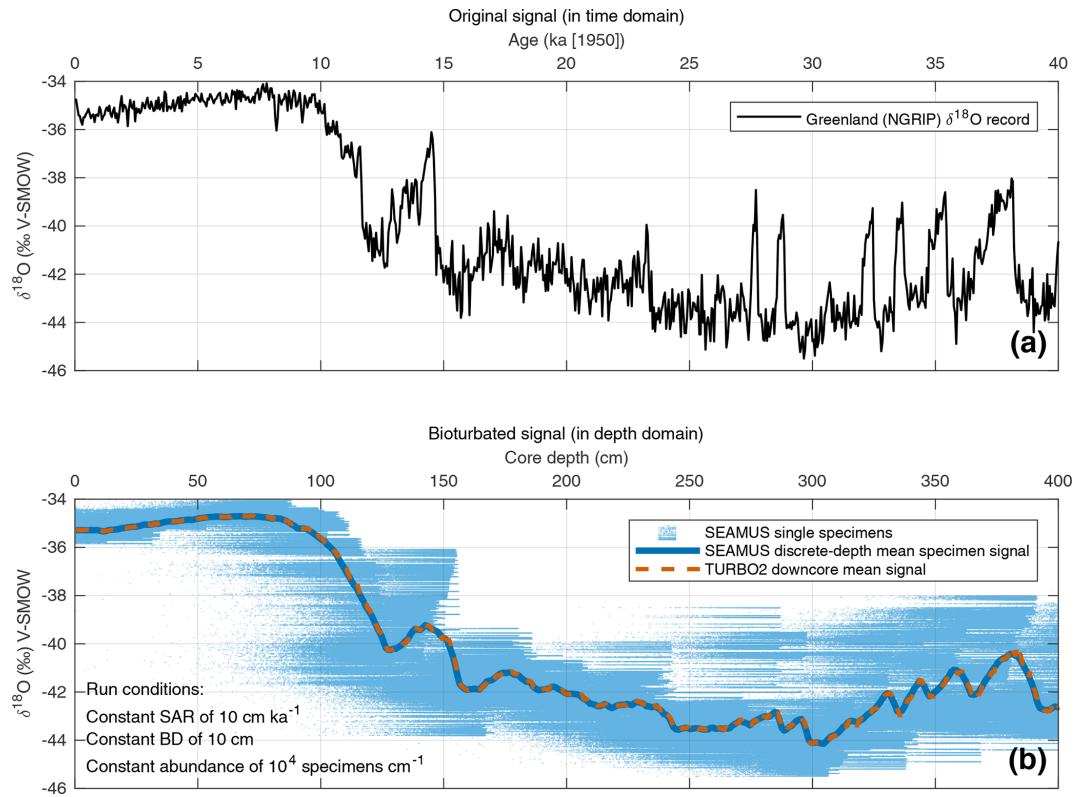 Original signal (in time domain)
Age (ka [1950])
0 5 10 15 20 25 30 35 40
-34
-36
-38
-40
-42
-44
-46
δ18O (‰ V-SMOW)
Greenland (NGRIP) δ18O record
(a)
Bioturbated signal (in depth domain)
Core depth (cm)
0 50 100 150 200 250 300 350 400
-34
-36
-38
-40
-42
-44
-46
δ18O (‰) V-SMOW
SEAMUS single specimens
SEAMUS discrete-depth mean specimen signal
TURBO2 downcore mean signal
Run conditions:
Constant SAR of 10 cm ka-1
Constant BD of 10 cm
Constant abundance of 104 specimens cm-1
(b)